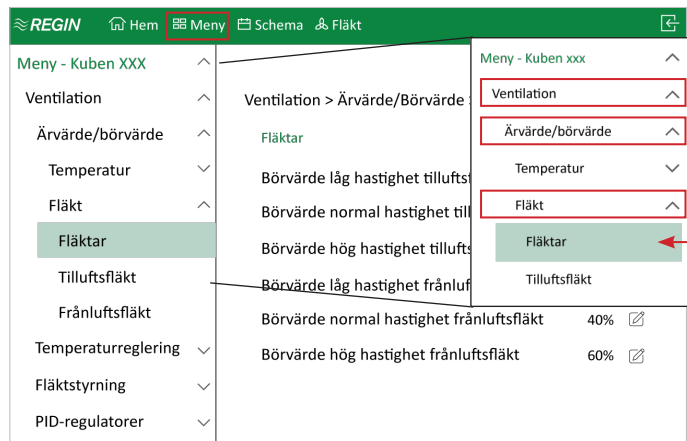 REGIN Hem Meny Schema Fläkt
Meny - Kuben XXX
Ventilation
Ärvärde/börvärde
Temperatur
Fläkt
Fläktar
Tilluftsfläkt
Frånluftsfläkt
Temperaturreglering
Fläktstyrning
PID-regulatorer
Ventilation > Ärvärde/Börvärde
Fläktar
Börvärde låg hastighet tillufts
Börvärde normal hastighet till
Börvärde hög hastighet tillufts
Börvärde låg hastighet frånluf
Börvärde normal hastighet frånluftsfläkt 40%
Börvärde hög hastighet frånluftsfläkt 60%
Meny - Kuben xxx
Ventilation
Ärvärde/börvärde
Temperatur
Fläkt
Fläktar
Tilluftsfläkt